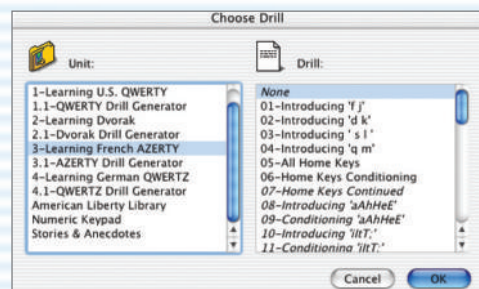 Choose Drill
Unit:
1-Learning U.S. QWERTY
1.1-QWERTY Drill Generator
2-Learning Dvorak
2.1-Dvorak Drill Generator
3-Learning French AZERTY
3.1-AZERTY Drill Generator
4-Learning German QWERTZ
4.1-QWERTZ Drill Generator
American Liberty Library
Numeric Keypad
Stories & Anecdotes
Drill:
None
01-Introducing 'f j'
02-Introducing 'd k'
03-Introducing ' s l '
04-Introducing 'q m'
05-All Home Keys
06-Home Keys Conditioning
07-Home Keys Continued
08-Introducing 'aAhHeE'
09-Conditioning 'aAhHeE'
10-Introducing 'iItT;'
11-Conditioning 'iItT;'
Cancel
OK